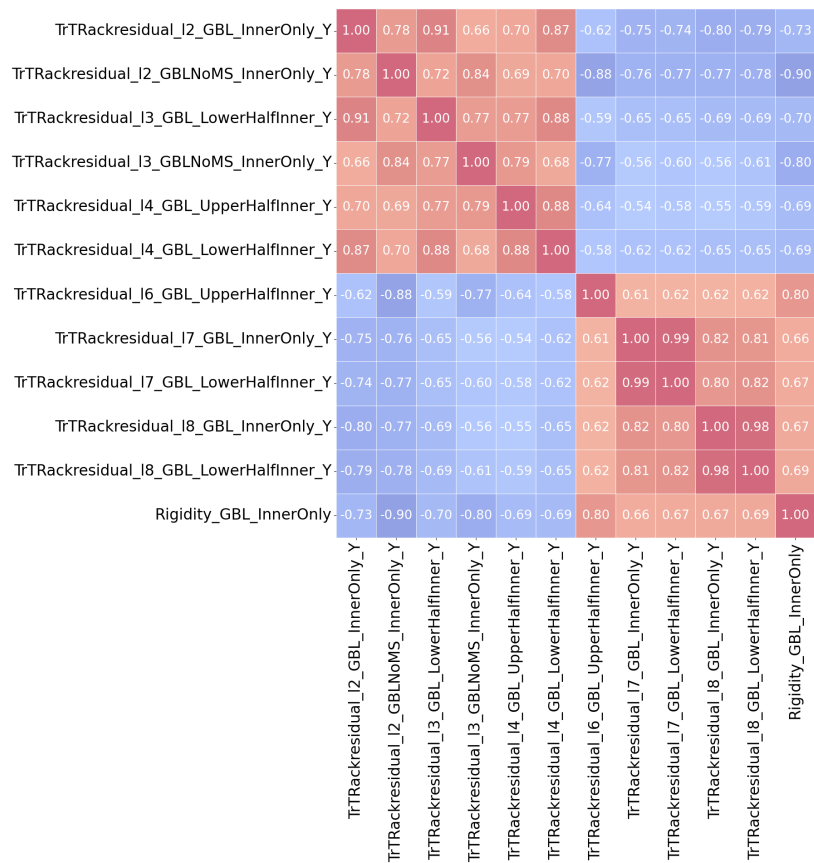 TrTRackresidual_l2_GBL_InnerOnly_Y 1.00 0.78 0.91 0.66 0.70 0.87 -0.62 -0.75 -0.74 -0.80 -0.79 -0.73
TrTRackresidual_l2_GBLNoMS_InnerOnly_Y 0.78 1.00 0.72 0.84 0.69 0.70 -0.88 -0.76 -0.77 -0.77 -0.78 -0.90
TrTRackresidual_l3_GBL_LowerHalfInner_Y 0.91 0.72 1.00 0.77 0.77 0.88 -0.59 -0.65 -0.65 -0.69 -0.69 -0.70
TrTRackresidual_l3_GBLNoMS_InnerOnly_Y 0.66 0.84 0.77 1.00 0.79 0.68 -0.77 -0.56 -0.60 -0.56 -0.61 -0.80
TrTRackresidual_l4_GBL_UpperHalfInner_Y 0.70 0.69 0.77 0.79 1.00 0.88 -0.64 -0.54 -0.58 -0.55 -0.59 -0.69
TrTRackresidual_l4_GBL_LowerHalfInner_Y 0.87 0.70 0.88 0.68 0.88 1.00 -0.58 -0.62 -0.62 -0.65 -0.65 -0.69
TrTRackresidual_l6_GBL_UpperHalfInner_Y -0.62 -0.88 -0.59 -0.77 -0.64 -0.58 1.00 0.61 0.62 0.62 0.62 0.80
TrTRackresidual_l7_GBL_InnerOnly_Y -0.75 -0.76 -0.65 -0.56 -0.54 -0.62 0.61 1.00 0.99 0.82 0.81 0.66
TrTRackresidual_l7_GBL_LowerHalfInner_Y -0.74 -0.77 -0.65 -0.60 -0.58 -0.62 0.62 0.99 1.00 0.80 0.82 0.67
TrTRackresidual_l8_GBL_InnerOnly_Y -0.80 -0.77 -0.69 -0.56 -0.55 -0.65 0.62 0.82 0.80 1.00 0.98 0.67
TrTRackresidual_l8_GBL_LowerHalfInner_Y -0.79 -0.78 -0.69 -0.61 -0.59 -0.65 0.62 0.81 0.82 0.98 1.00 0.69
Rigidity_GBL_InnerOnly -0.73 -0.90 -0.70 -0.80 -0.69 -0.69 0.80 0.66 0.67 0.67 0.69 1.00
TrTRackresidual_l2_GBL_InnerOnly_Y
TrTRackresidual_l2_GBLNoMS_InnerOnly_Y
TrTRackresidual_l3_GBL_LowerHalfInner_Y
TrTRackresidual_l3_GBLNoMS_InnerOnly_Y
TrTRackresidual_l4_GBL_UpperHalfInner_Y
TrTRackresidual_l4_GBL_LowerHalfInner_Y
TrTRackresidual_l6_GBL_UpperHalfInner_Y
TrTRackresidual_l7_GBL_InnerOnly_Y
TrTRackresidual_l7_GBL_LowerHalfInner_Y
TrTRackresidual_l8_GBL_InnerOnly_Y
TrTRackresidual_l8_GBL_LowerHalfInner_Y
Rigidity_GBL_InnerOnly